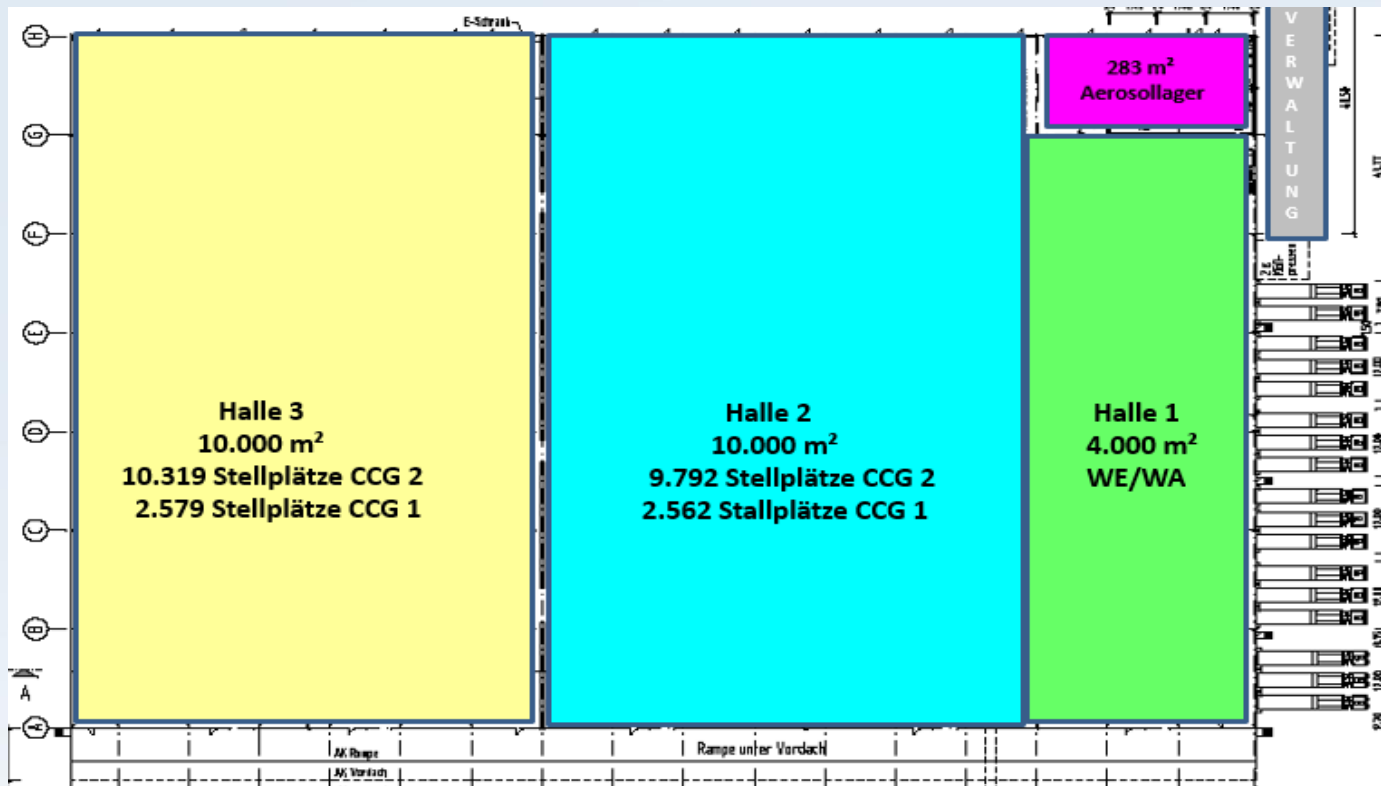 E-Schrank
H
G
F
E
D
C
B
A
A
283 m²
Aerosollager
VERWALTUNG
Halle 3
10.000 m²
10.319 Stellplätze CCG 2
2.579 Stellplätze CCG 1
Halle 2
10.000 m²
9.792 Stellplätze CCG 2
2.562 Stallplätze CCG 1
Halle 1
4.000 m²
WE/WA
AK Rampe
Rampe unter Vordach
AK Vordach